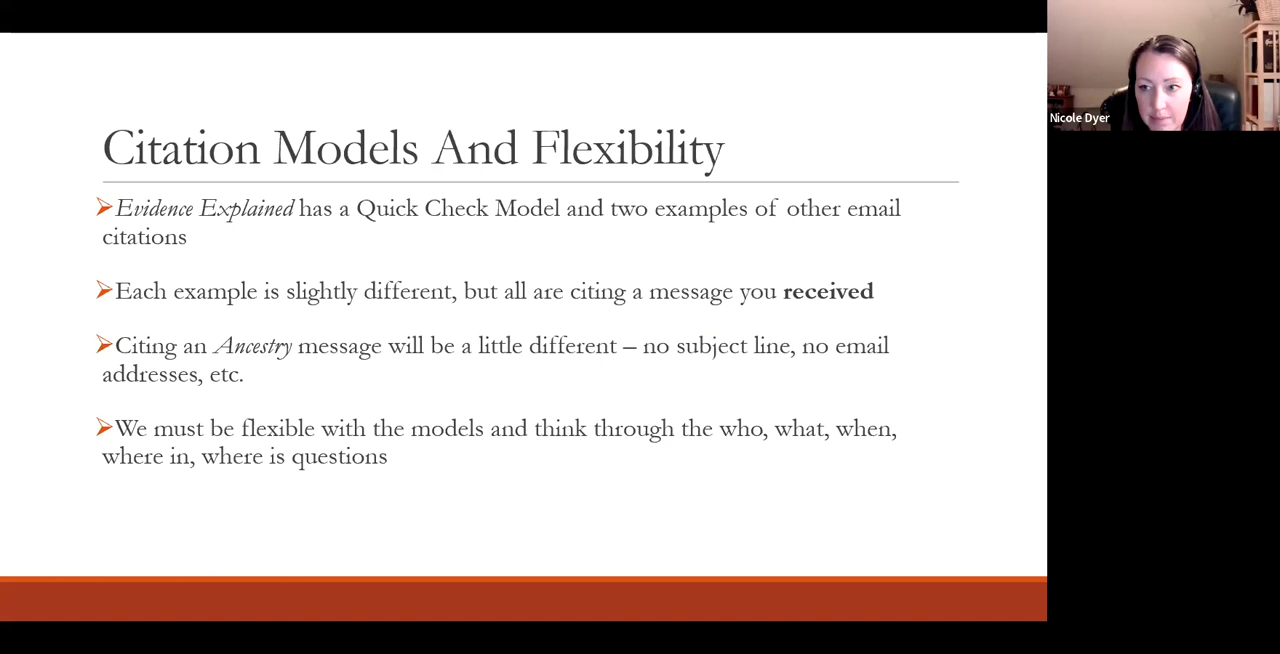 Citation Models And Flexibility
Evidence Explained has a Quick Check Model and two examples of other email
citations
Each example is slightly different, but all are citing a message you received
Citing an Ancestry message will be a little different – no subject line, no email
addresses, etc.
We must be flexible with the models and think through the who, what, when,
where in, where is questions
Nicole Dyer